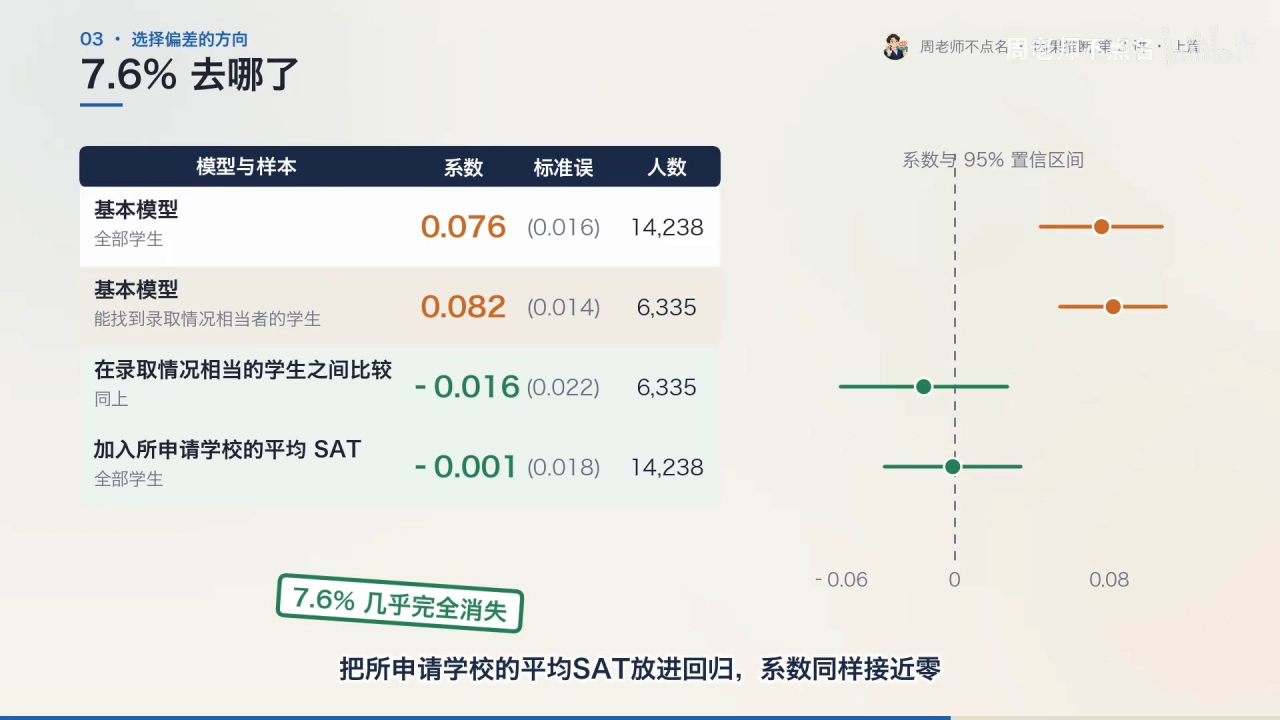 03 · 选择偏差的方向
7.6% 去哪了
周老师不点名
模型与样本 系数 标准误 人数
基本模型 0.076 (0.016) 14,238
全部学生
基本模型 0.082 (0.014) 6,335
能找到录取情况相当者的学生
在录取情况相当的学生之间比较 - 0.016 (0.022) 6,335
同上
加入所申请学校的平均 SAT - 0.001 (0.018) 14,238
全部学生
系数与 95% 置信区间
- 0.06 0 0.08
7.6% 几乎完全消失
把所申请学校的平均SAT放进回归，系数同样接近零